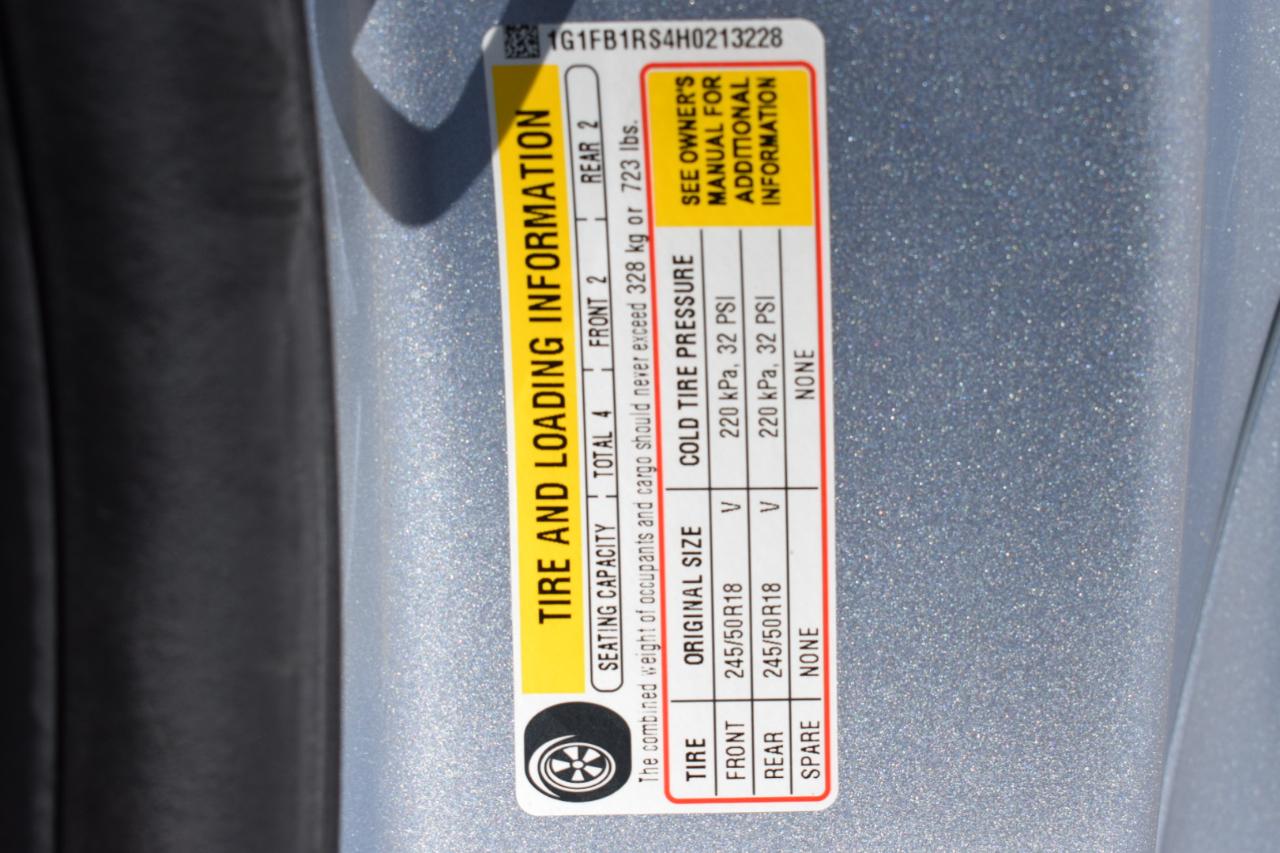 1G1FB1RS4H0213228
TIRE AND LOADING INFORMATION
SEATING CAPACITY TOTAL 4 FRONT 2 REAR 2
The combined weight of occupants and cargo should never exceed 328 kg or 723 lbs.
TIRE ORIGINAL SIZE COLD TIRE PRESSURE
FRONT 245/50R18 V 220 kPa, 32 PSI
REAR 245/50R18 V 220 kPa, 32 PSI
SPARE NONE NONE
SEE OWNER'S
MANUAL FOR
ADDITIONAL
INFORMATION